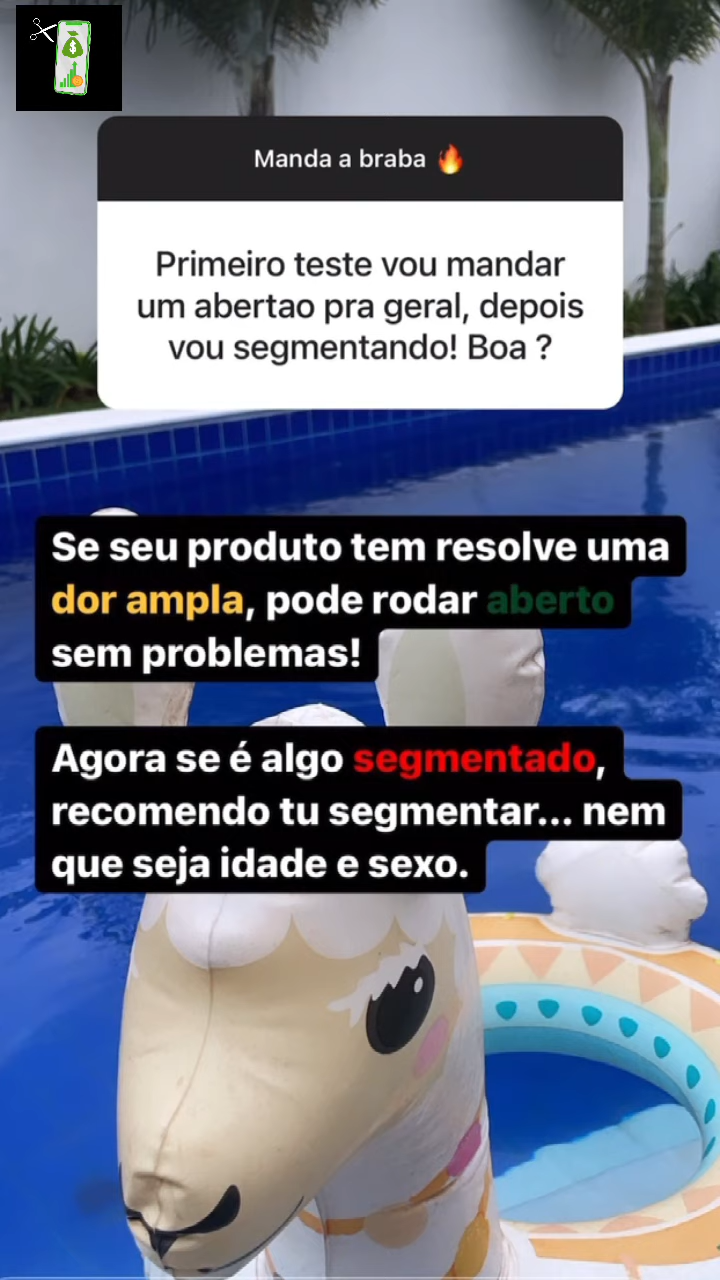 Manda a braba 🔥
Primeiro teste vou mandar
um abertao pra geral, depois
vou segmentando! Boa ?
Se seu produto tem resolve uma
dor ampla, pode rodar aberto
sem problemas!
Agora se é algo segmentado,
recomendo tu segmentar... nem
que seja idade e sexo.